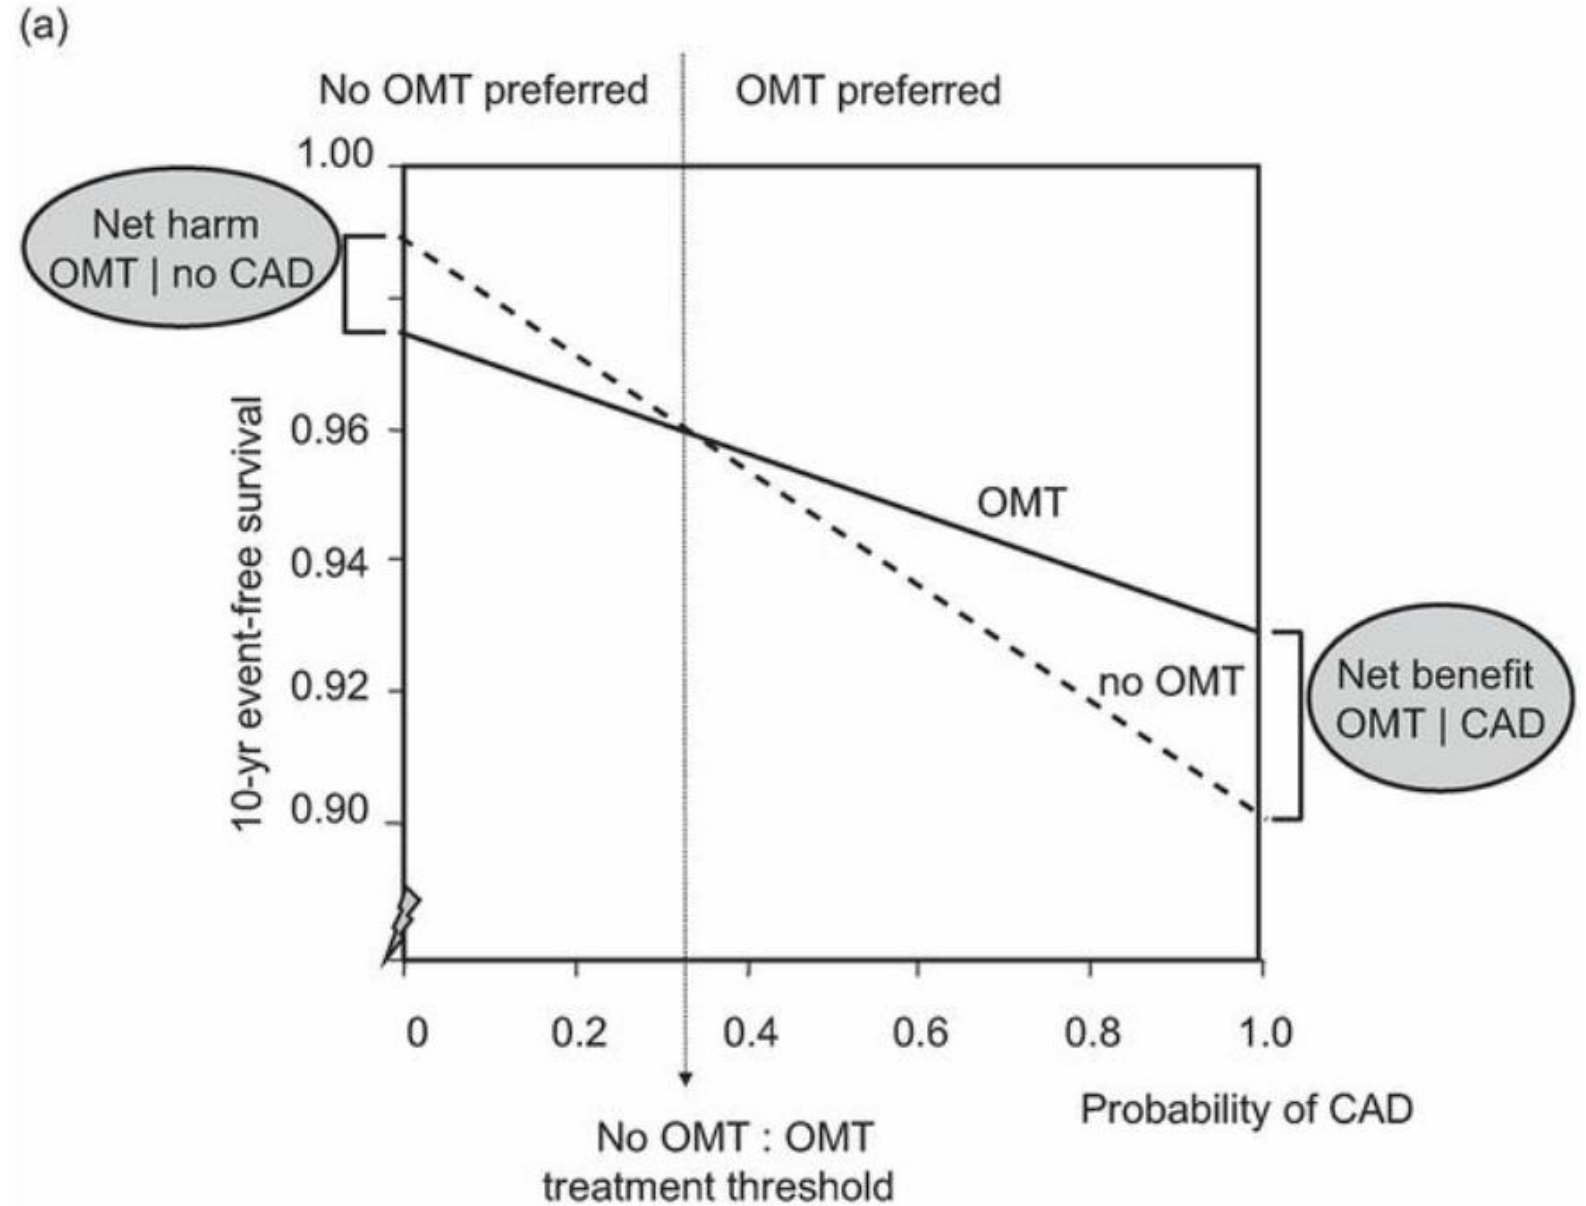 (a)
No OMT preferred
OMT preferred
1.00
Net harm
OMT | no CAD
0.96
0.94
0.92
0.90
10-yr event-free survival
OMT
no OMT
Net benefit
OMT | CAD
0
0.2
0.4
0.6
0.8
1.0
Probability of CAD
No OMT : OMT
treatment threshold